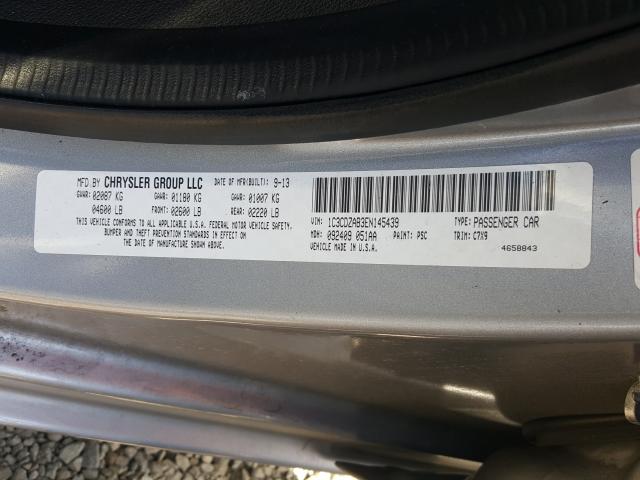 MFD.BY CHRYSLER GROUP LLC DATE OF MFR(BUILT): 9-13
GVWR: 02087 KG GAWR: 01180 KG GAWR: 01007 KG
04600 LB FRONT: 02600 LB REAR: 02220 LB
THIS VEHICLE CONFORMS TO ALL APPLICABLE U.S.A. FEDERAL MOTOR VEHICLE SAFETY,
BUMPER AND THEFT PREVENTION STANDARDS IN EFFECT ON
THE DATE OF MANUFACTURE SHOWN ABOVE.
VIN: 1C3CDZAB3EN145439 TYPE: PASSENGER CAR
MDH: 092409 051AA PAINT: PSC TRIM: C7X9
VEHICLE MADE IN U.S.A. 4658843